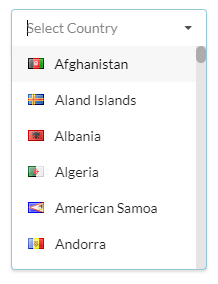 Select Country
Afghanistan
Aland Islands
Albania
Algeria
American Samoa
Andorra